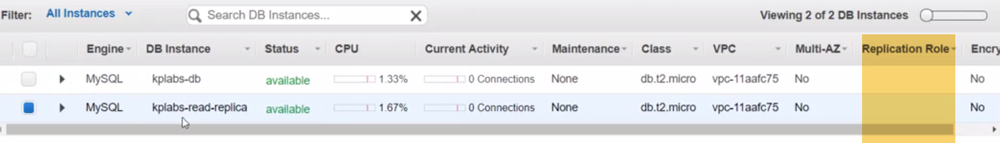 Filter: All Instances Search DB Instances... Viewing 2 of 2 DB Instances
Engine DB Instance Status CPU Current Activity Maintenance Class VPC Multi-AZ Replication Role Encry
MySQL kplabs-db available 1.33% 0 Connections None db.t2.micro vpc-11aafc75 No No
MySQL kplabs-read-replica available 1.67% 0 Connections None db.t2.micro vpc-11aafc75 No No